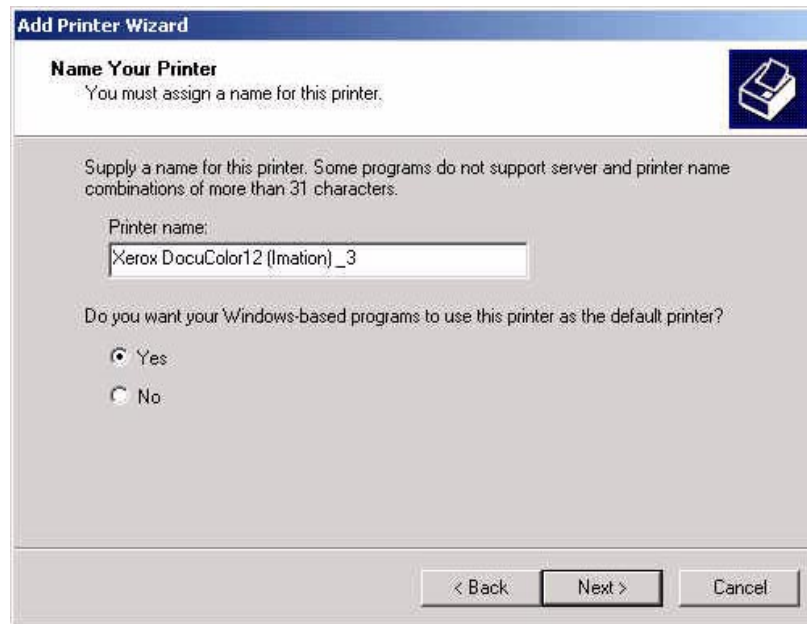 Add Printer Wizard
Name Your Printer
You must assign a name for this printer.
Supply a name for this printer. Some programs do not support server and printer name
combinations of more than 31 characters.
Printer name:
Xerox DocuColor12 (Imation) _3
Do you want your Windows-based programs to use this printer as the default printer?
Yes
No
< Back Next > Cancel